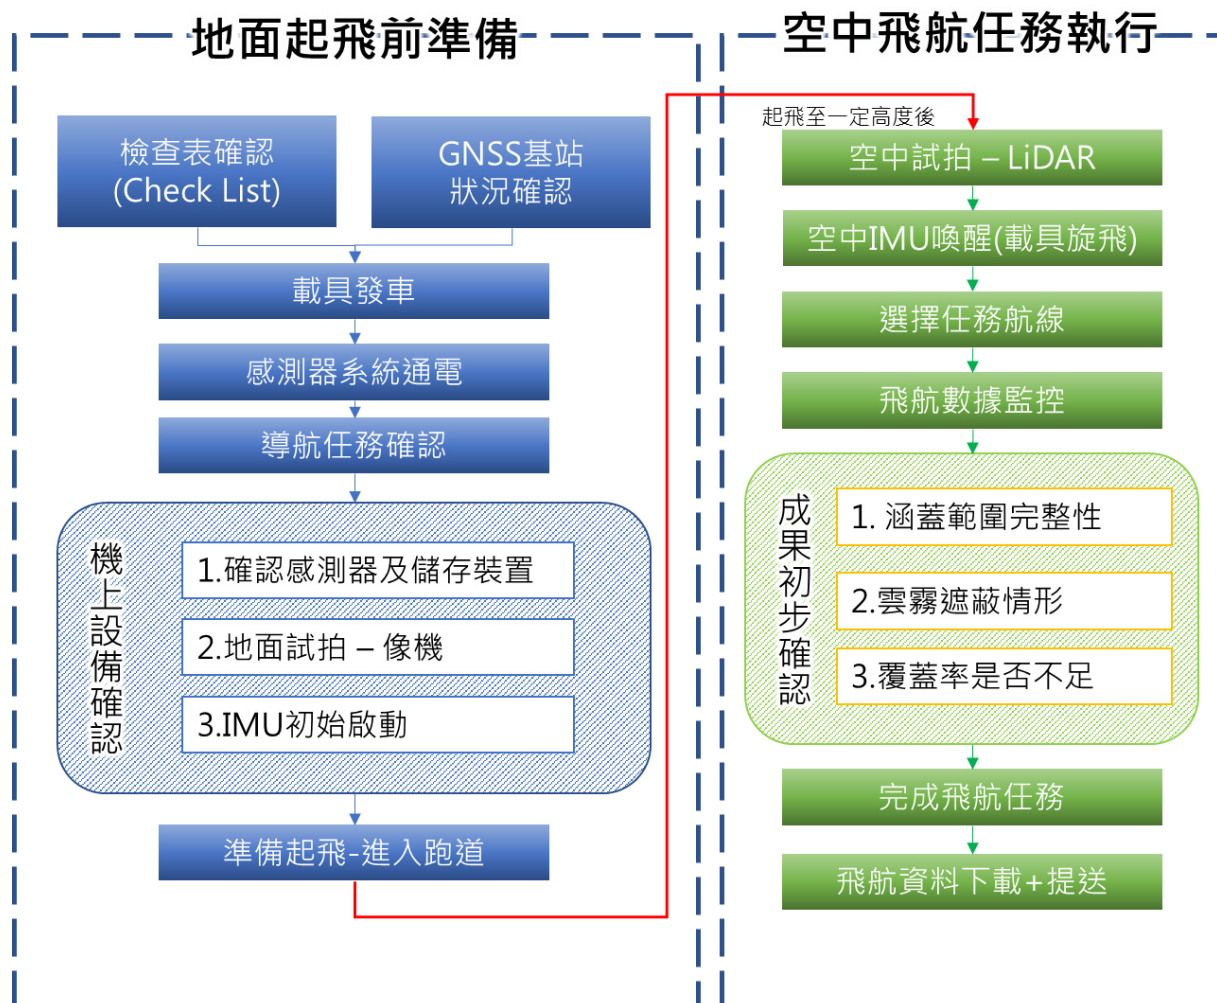 地面起飛前準備
檢查表確認
(Check List)
GNSS基站
狀況確認
載具發車
感測器系統通電
導航任務確認
機上設備確認
1.確認感測器及儲存裝置
2.地面試拍 – 像機
3.IMU初始啟動
準備起飛-進入跑道
空中飛航任務執行
起飛至一定高度後
空中試拍 – LiDAR
空中IMU喚醒(載具旋飛)
選擇任務航線
飛航數據監控
成果初步確認
1. 涵蓋範圍完整性
2.雲霧遮蔽情形
3.覆蓋率是否不足
完成飛航任務
飛航資料下載+提送